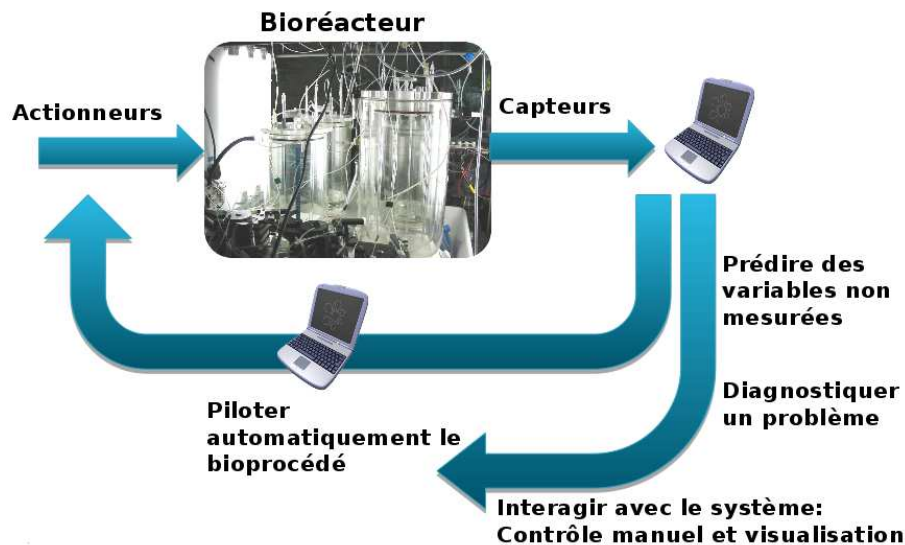 Bioréacteur
Actionneurs
Capteurs
Prédire des
variables non
mesurées
Diagnostiquer
un problème
Piloter
automatiquement le
bioprocédé
Interagir avec le système:
Contrôle manuel et visualisation